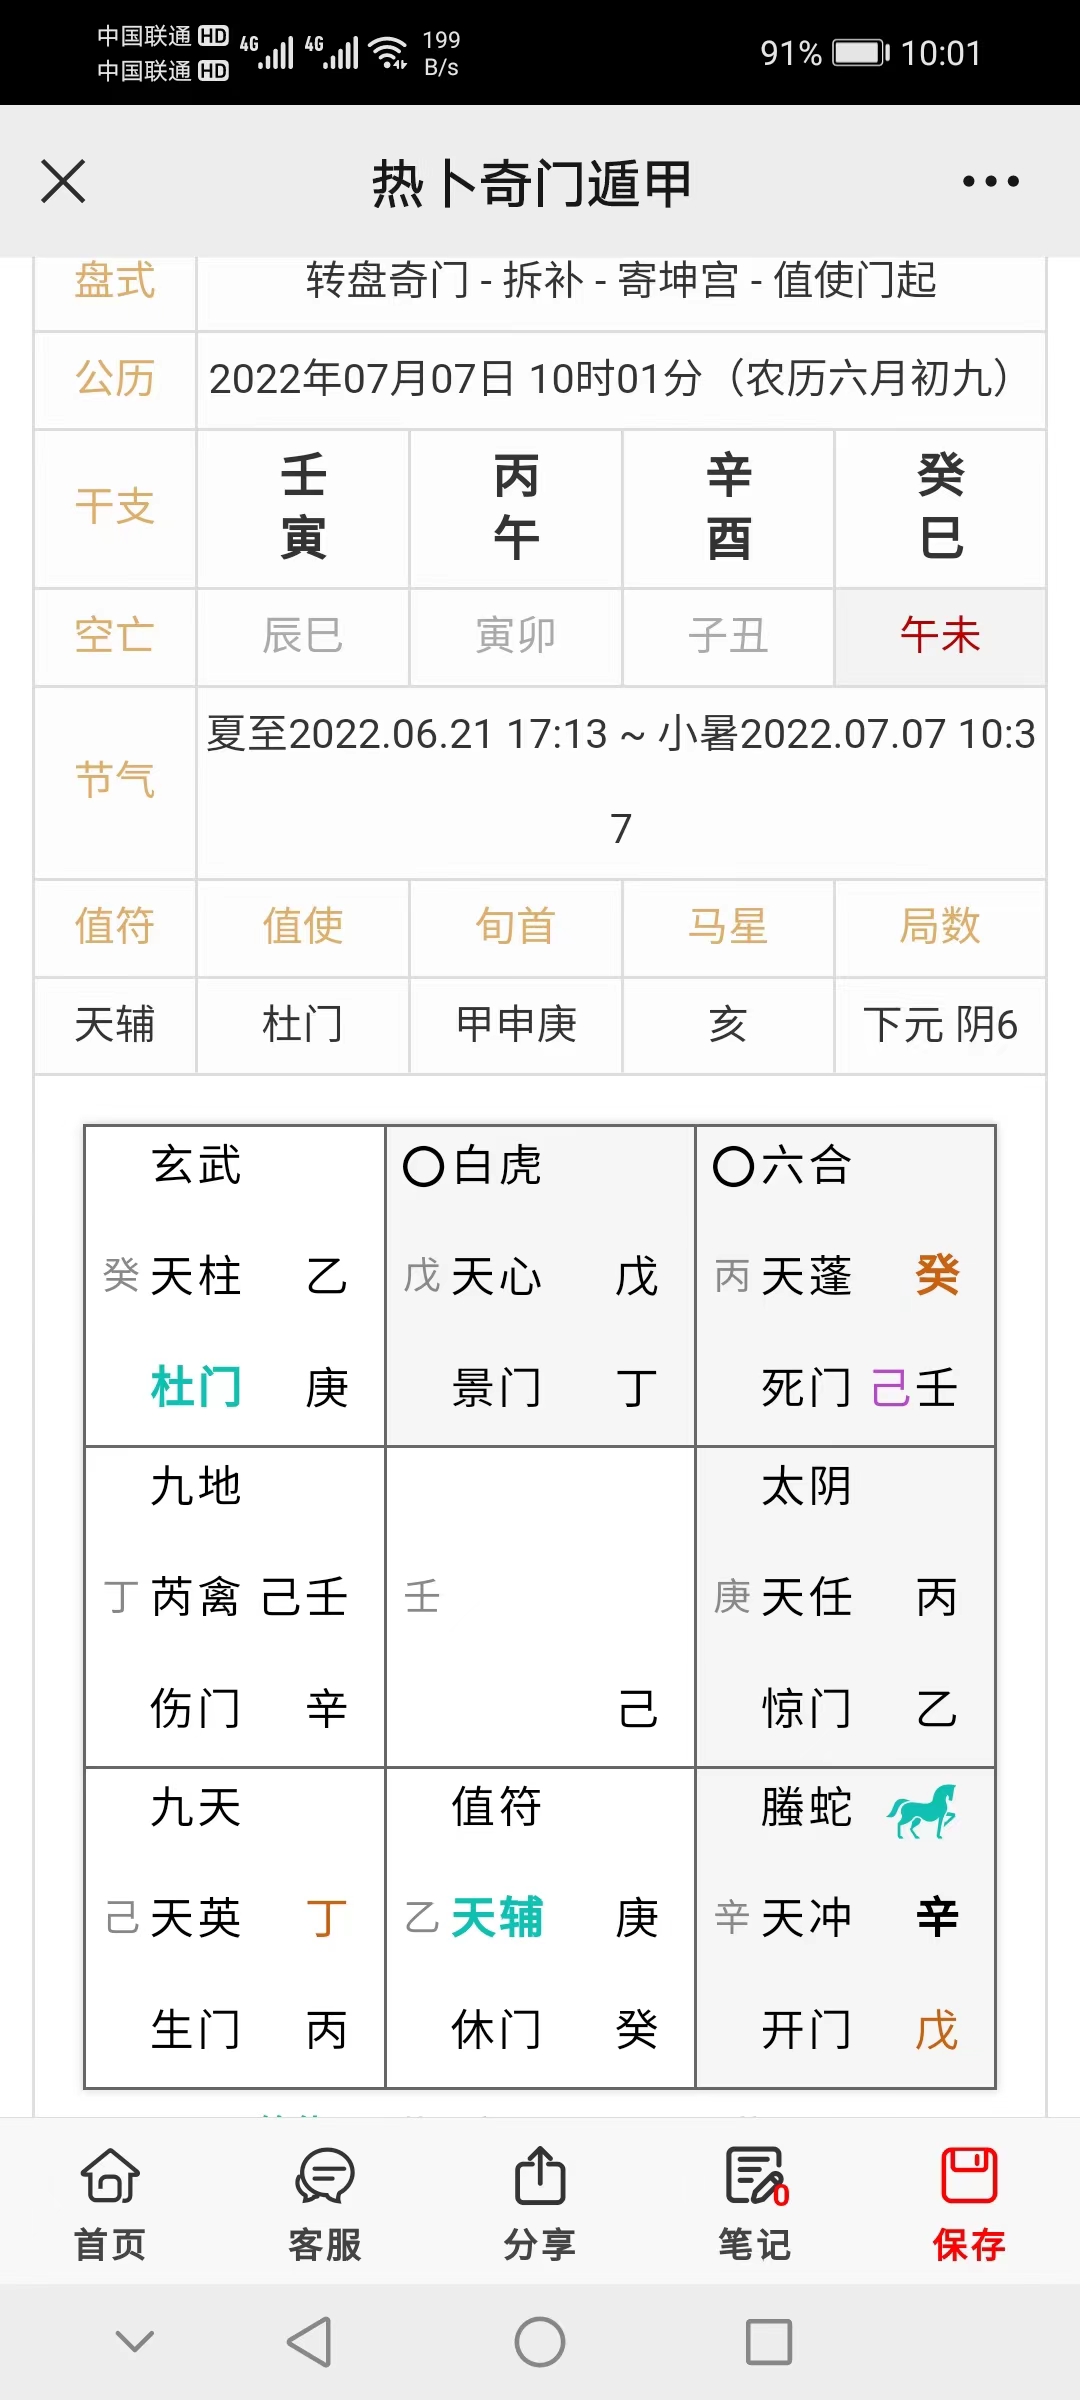 中国联通 HD 4G 4G 199 91% 10:01
中国联通 HD B/s
热卜奇门遁甲
盘式 转盘奇门 - 拆补 - 寄坤宫 - 值使门起
公历 2022年07月07日 10时01分（农历六月初九）
干支 壬寅 丙午 辛酉 癸巳
空亡 辰巳 寅卯 子丑 午未
节气 夏至2022.06.21 17:13 ~ 小暑2022.07.07 10:3
7
值符 值使 旬首 马星 局数
天辅 杜门 甲申庚 亥 下元 阴6
玄武 〇白虎 〇六合
癸 天柱 乙 戊 天心 戊 丙 天蓬 癸
杜门 庚 景门 丁 死门 己壬
九地 太阴
丁 芮禽 己壬 壬 庚 天任 丙
伤门 辛 己 惊门 乙
九天 值符 螣蛇
己 天英 丁 乙 天辅 庚 辛 天冲 辛
生门 丙 休门 癸 开门 戊
0
首页 客服 分享 笔记 保存